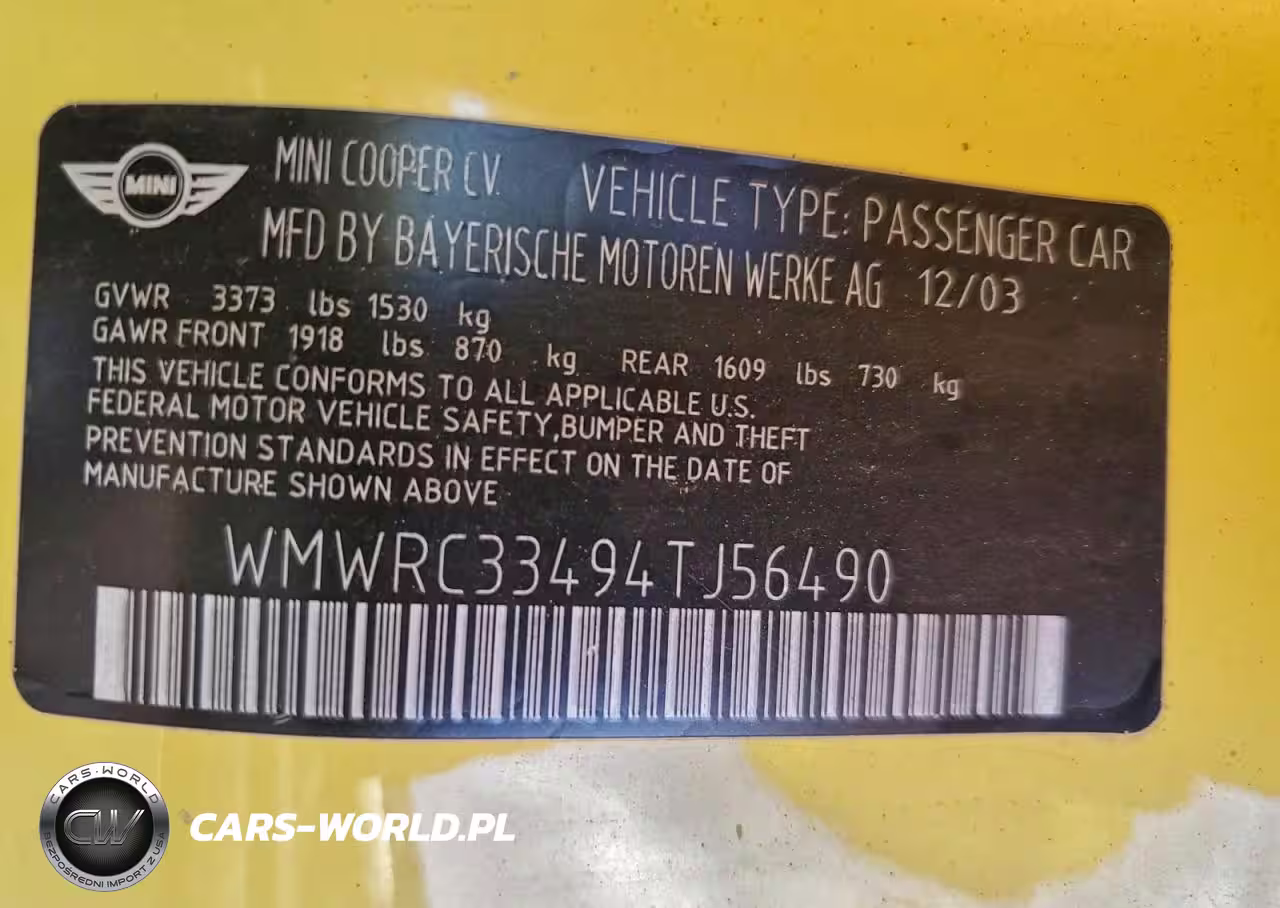 MINI
MINI COOPER CV. VEHICLE TYPE: PASSENGER CAR
MFD BY BAYERISCHE MOTOREN WERKE AG 12/03
GVWR 3373 lbs 1530 kg
GAWR FRONT 1918 lbs 870 kg REAR 1609 lbs 730 kg
THIS VEHICLE CONFORMS TO ALL APPLICABLE U.S.
FEDERAL MOTOR VEHICLE SAFETY,BUMPER AND THEFT
PREVENTION STANDARDS IN EFFECT ON THE DATE OF
MANUFACTURE SHOWN ABOVE
WMWRC33494TJ56490
CARS-WORLD
CW
BEZPOŚREDNI IMPORT Z USA
CARS-WORLD.PL